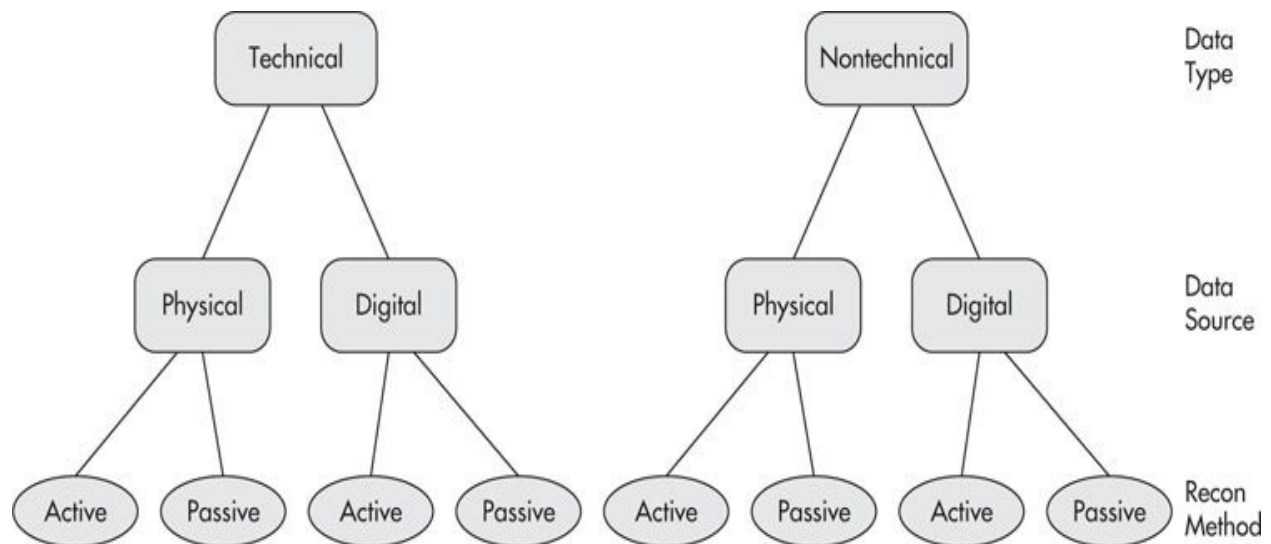 Technical
Nontechnical
Data
Type
Physical
Digital
Physical
Digital
Data
Source
Active
Passive
Active
Passive
Active
Passive
Active
Passive
Recon
Method